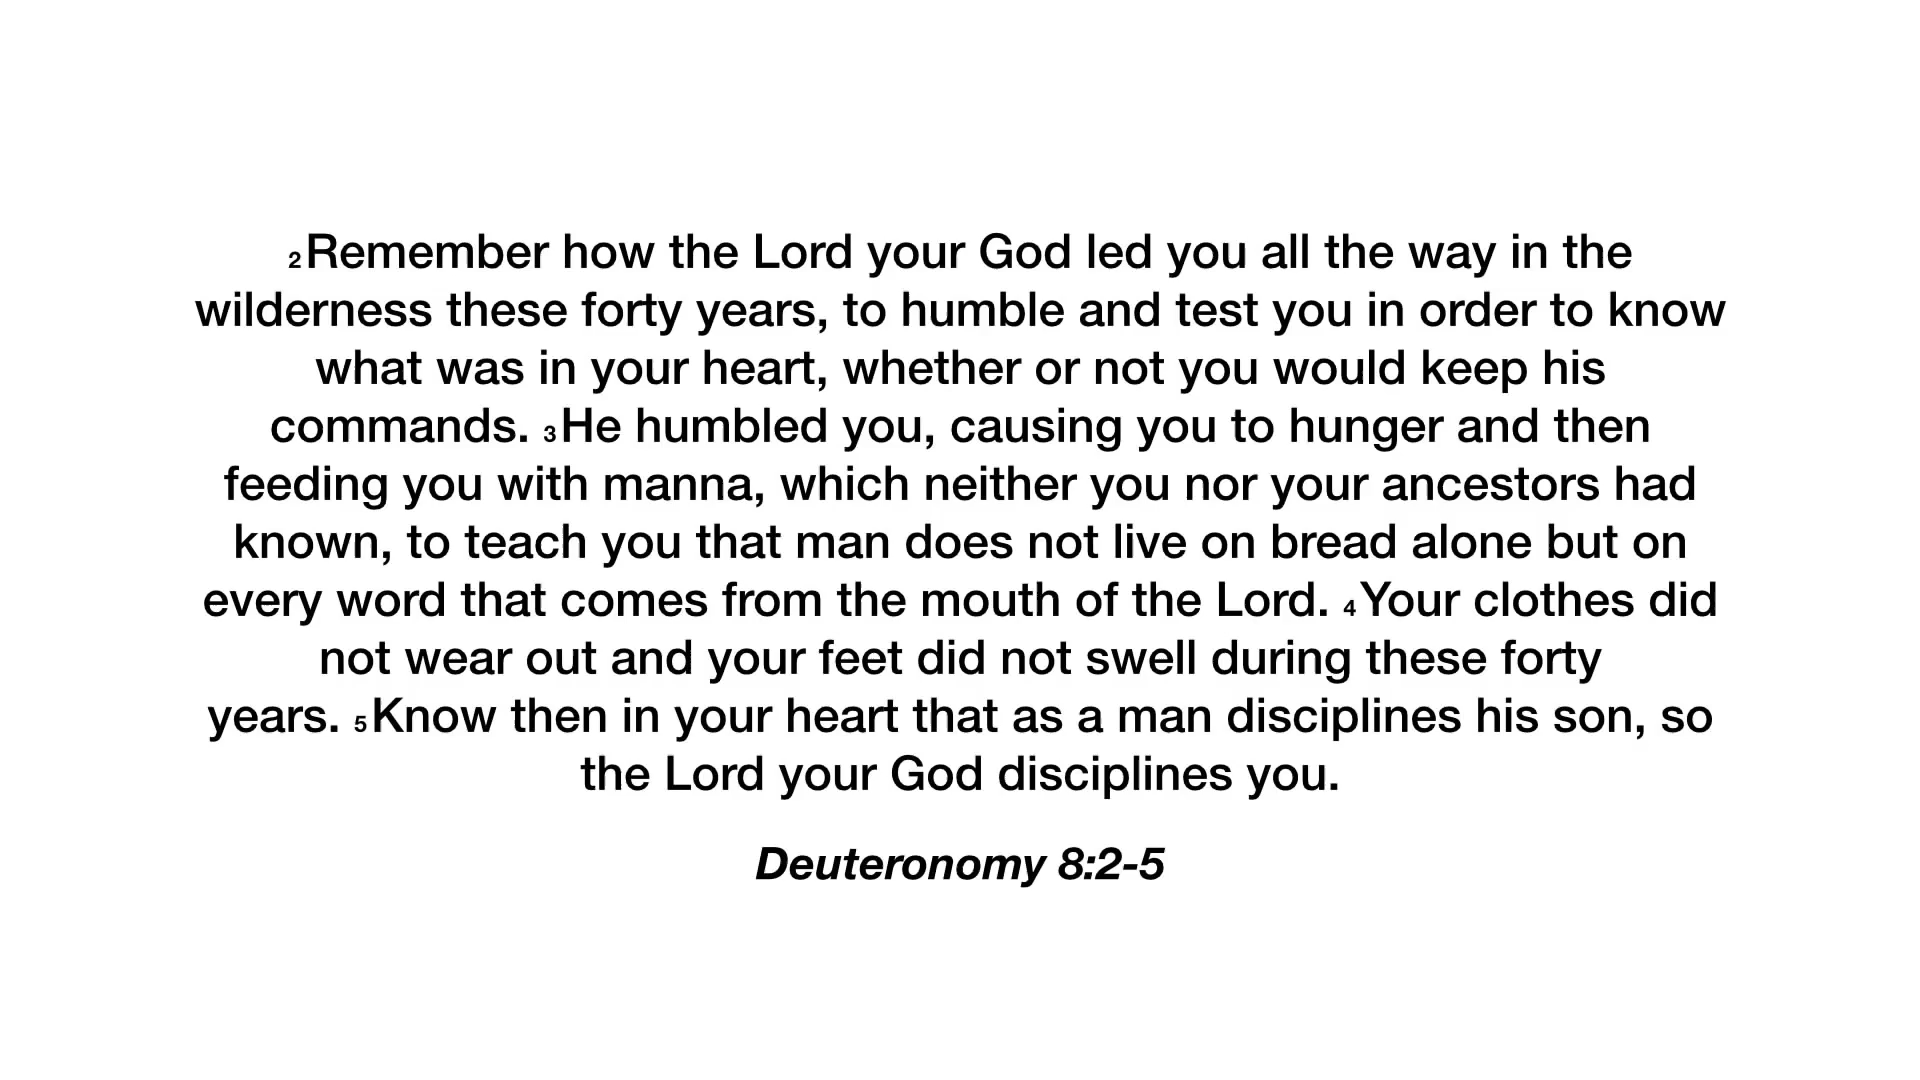 2Remember how the Lord your God led you all the way in the
wilderness these forty years, to humble and test you in order to know
what was in your heart, whether or not you would keep his
commands. 3He humbled you, causing you to hunger and then
feeding you with manna, which neither you nor your ancestors had
known, to teach you that man does not live on bread alone but on
every word that comes from the mouth of the Lord. 4Your clothes did
not wear out and your feet did not swell during these forty
years. 5Know then in your heart that as a man disciplines his son, so
the Lord your God disciplines you.
Deuteronomy 8:2-5